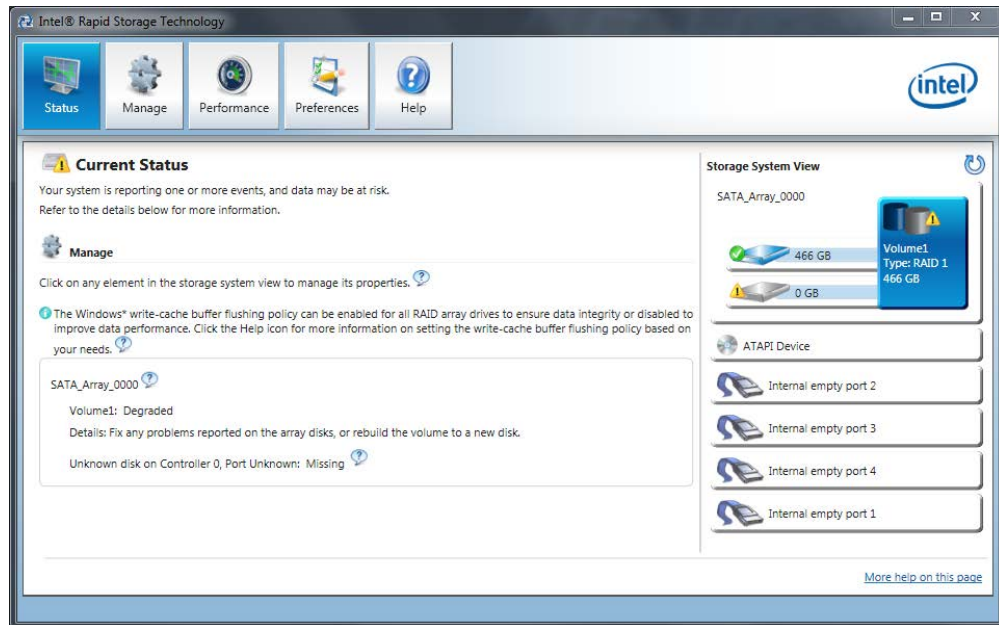 Intel® Rapid Storage Technology
Status
Manage
Performance
Preferences
Help
intel
Current Status
Your system is reporting one or more events, and data may be at risk.
Refer to the details below for more information.
Manage
Click on any element in the storage system view to manage its properties.
The Windows* write-cache buffer flushing policy can be enabled for all RAID array drives to ensure data integrity or disabled to
improve data performance. Click the Help icon for more information on setting the write-cache buffer flushing policy based on
your needs.
SATA_Array_0000
Volume1: Degraded
Details: Fix any problems reported on the array disks, or rebuild the volume to a new disk.
Unknown disk on Controller 0, Port Unknown: Missing
Storage System View
SATA_Array_0000
466 GB
0 GB
Volume1
Type: RAID 1
466 GB
ATAPI Device
Internal empty port 2
Internal empty port 3
Internal empty port 4
Internal empty port 1
More help on this page